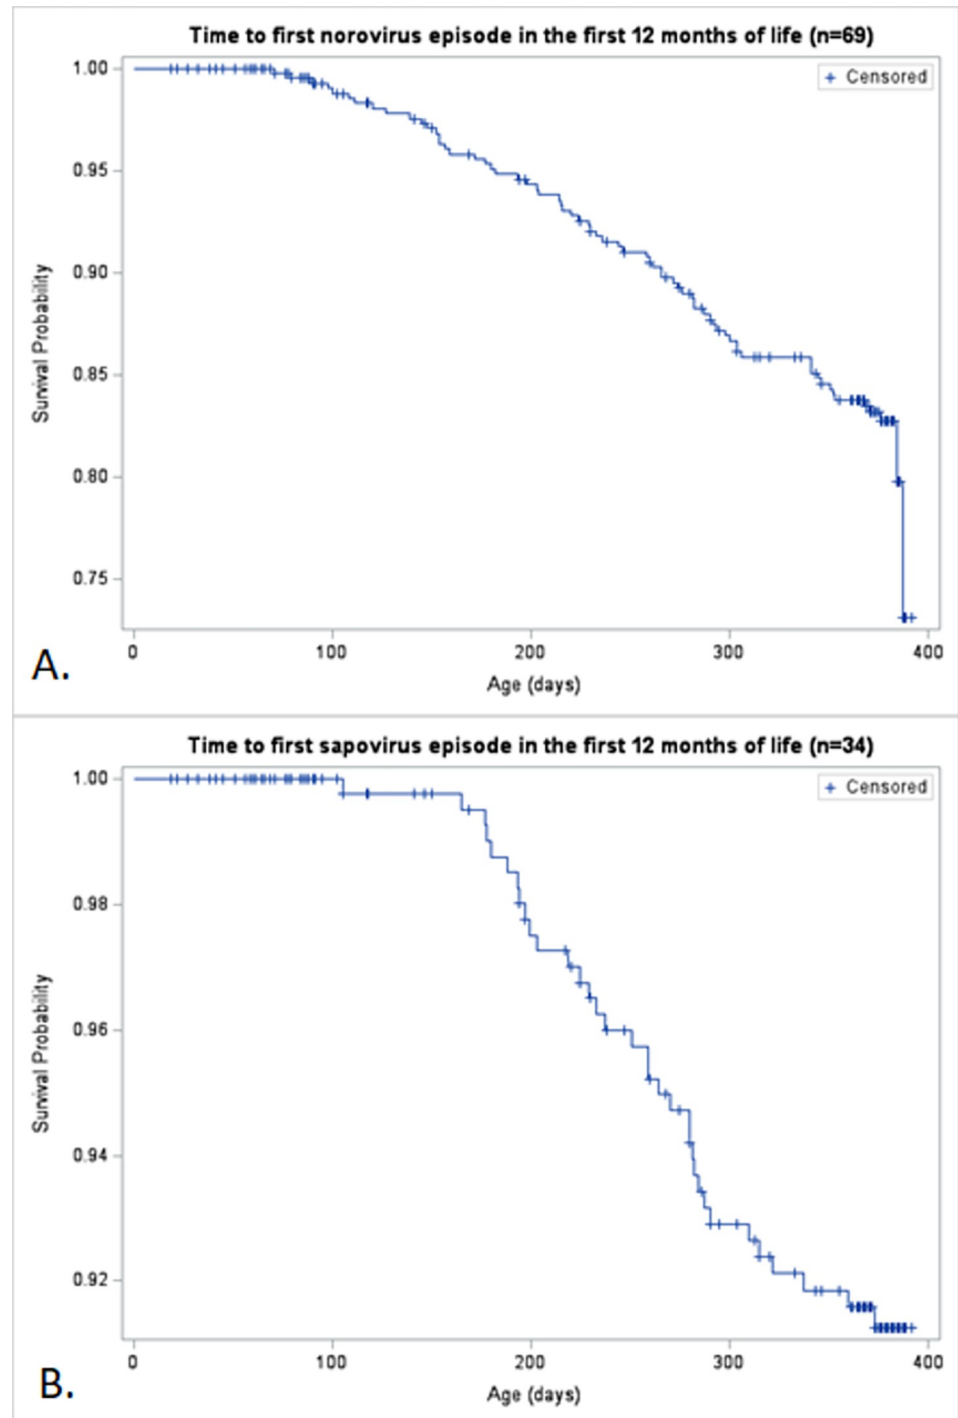 Time to first norovirus episode in the first 12 months of life (n=69)
+ Censored
1.00
0.95
0.90
0.85
0.80
0.75
Survival Probability
0 100 200 300 400
Age (days)
A.
Time to first sapovirus episode in the first 12 months of life (n=34)
+ Censored
1.00
0.98
0.96
0.94
0.92
Survival Probability
0 100 200 300 400
Age (days)
B.